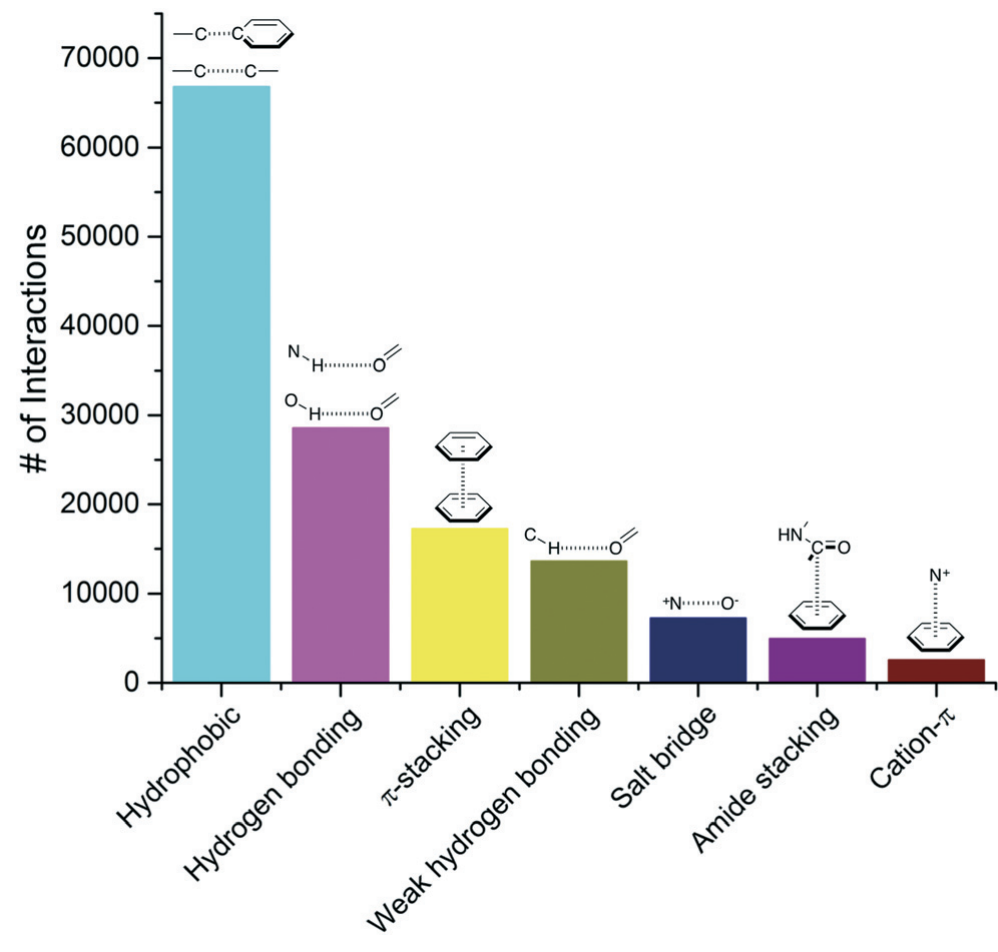 # of Interactions
70000
60000
50000
40000
30000
20000
10000
0
C C
C C
N H O
O H O
C H O
+N O-
HN C O
N+
Hydrophobic
Hydrogen bonding
π-stacking
Weak hydrogen bonding
Salt bridge
Amide stacking
Cation-π